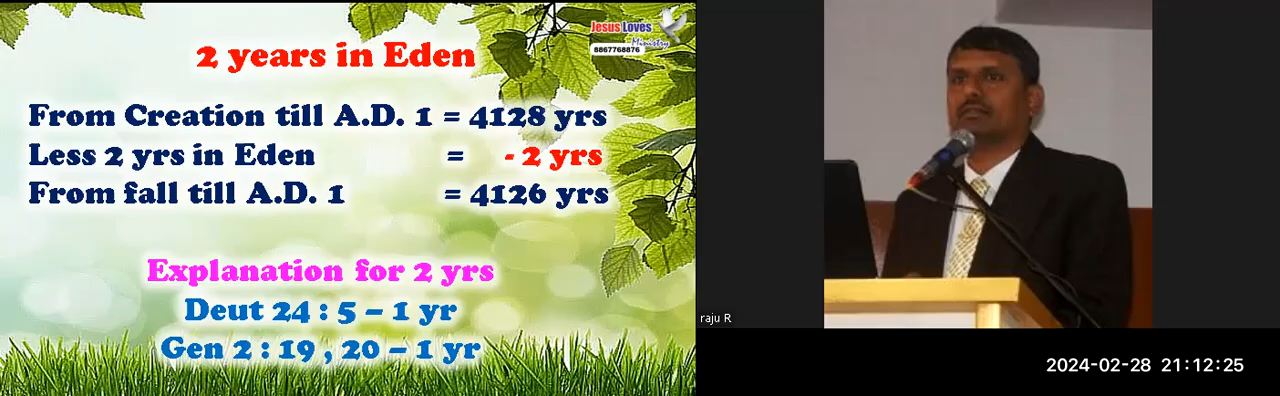 Jesus Loves
Ministry
8867768876
2 years in Eden
From Creation till A.D. 1 = 4128 yrs
Less 2 yrs in Eden = - 2 yrs
From fall till A.D. 1 = 4126 yrs
Explanation for 2 yrs
Deut 24 : 5 – 1 yr
Gen 2 : 19 , 20 – 1 yr
raju R
2024-02-28 21:12:25